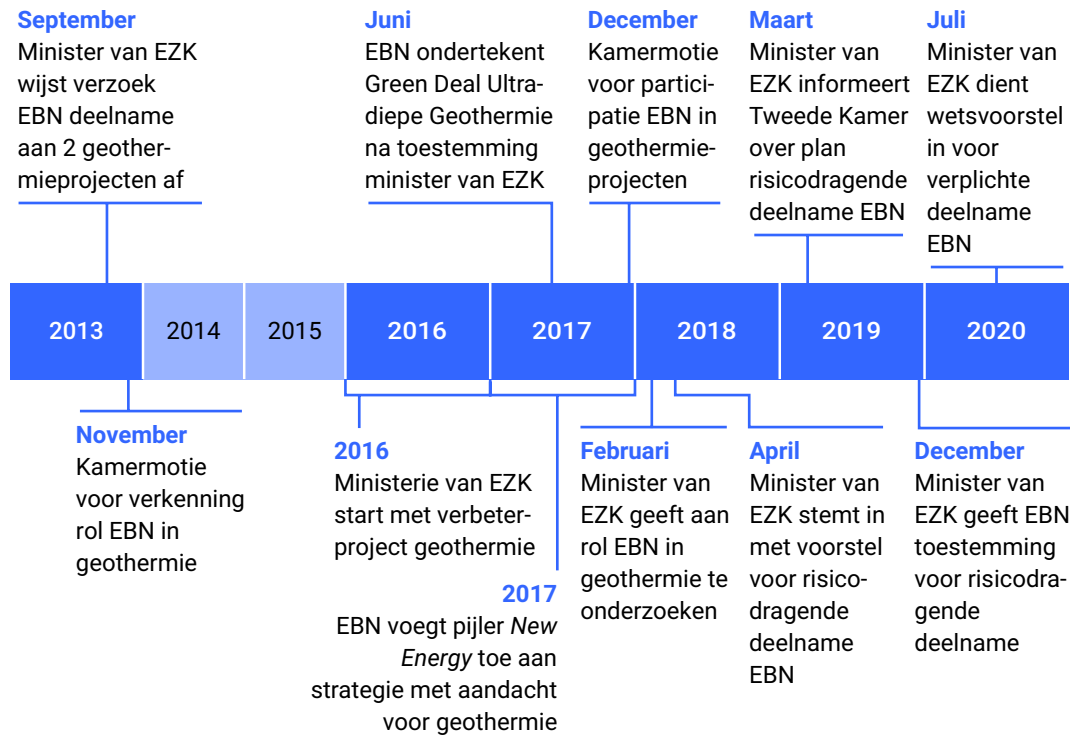 September
Minister van EZK
wijst verzoek
EBN deelname
aan 2 geother-
mieprojecten af
Juni
EBN ondertekent
Green Deal Ultra-
diepe Geothermie
na toestemming
minister van EZK
December
Kamermotie
voor partici-
patie EBN in
geothermie-
projecten
Maart
Minister van
EZK informeert
Tweede Kamer
over plan
risicodragende
deelname EBN
Juli
Minister van
EZK dient
wetsvoorstel
in voor
verplichte
deelname
EBN
2013
2014
2015
2016
2017
2018
2019
2020
November
Kamermotie
voor verkenning
rol EBN in
geothermie
2016
Ministerie van EZK
start met verbeter-
project geothermie
2017
EBN voegt pijler New
Energy toe aan
strategie met aandacht
voor geothermie
Februari
Minister van
EZK geeft aan
rol EBN in
geothermie te
onderzoeken
April
Minister van
EZK stemt in
met voorstel
voor risico-
dragende
deelname
EBN
December
Minister van
EZK geeft EBN
toestemming
voor risicodra-
gende
deelname